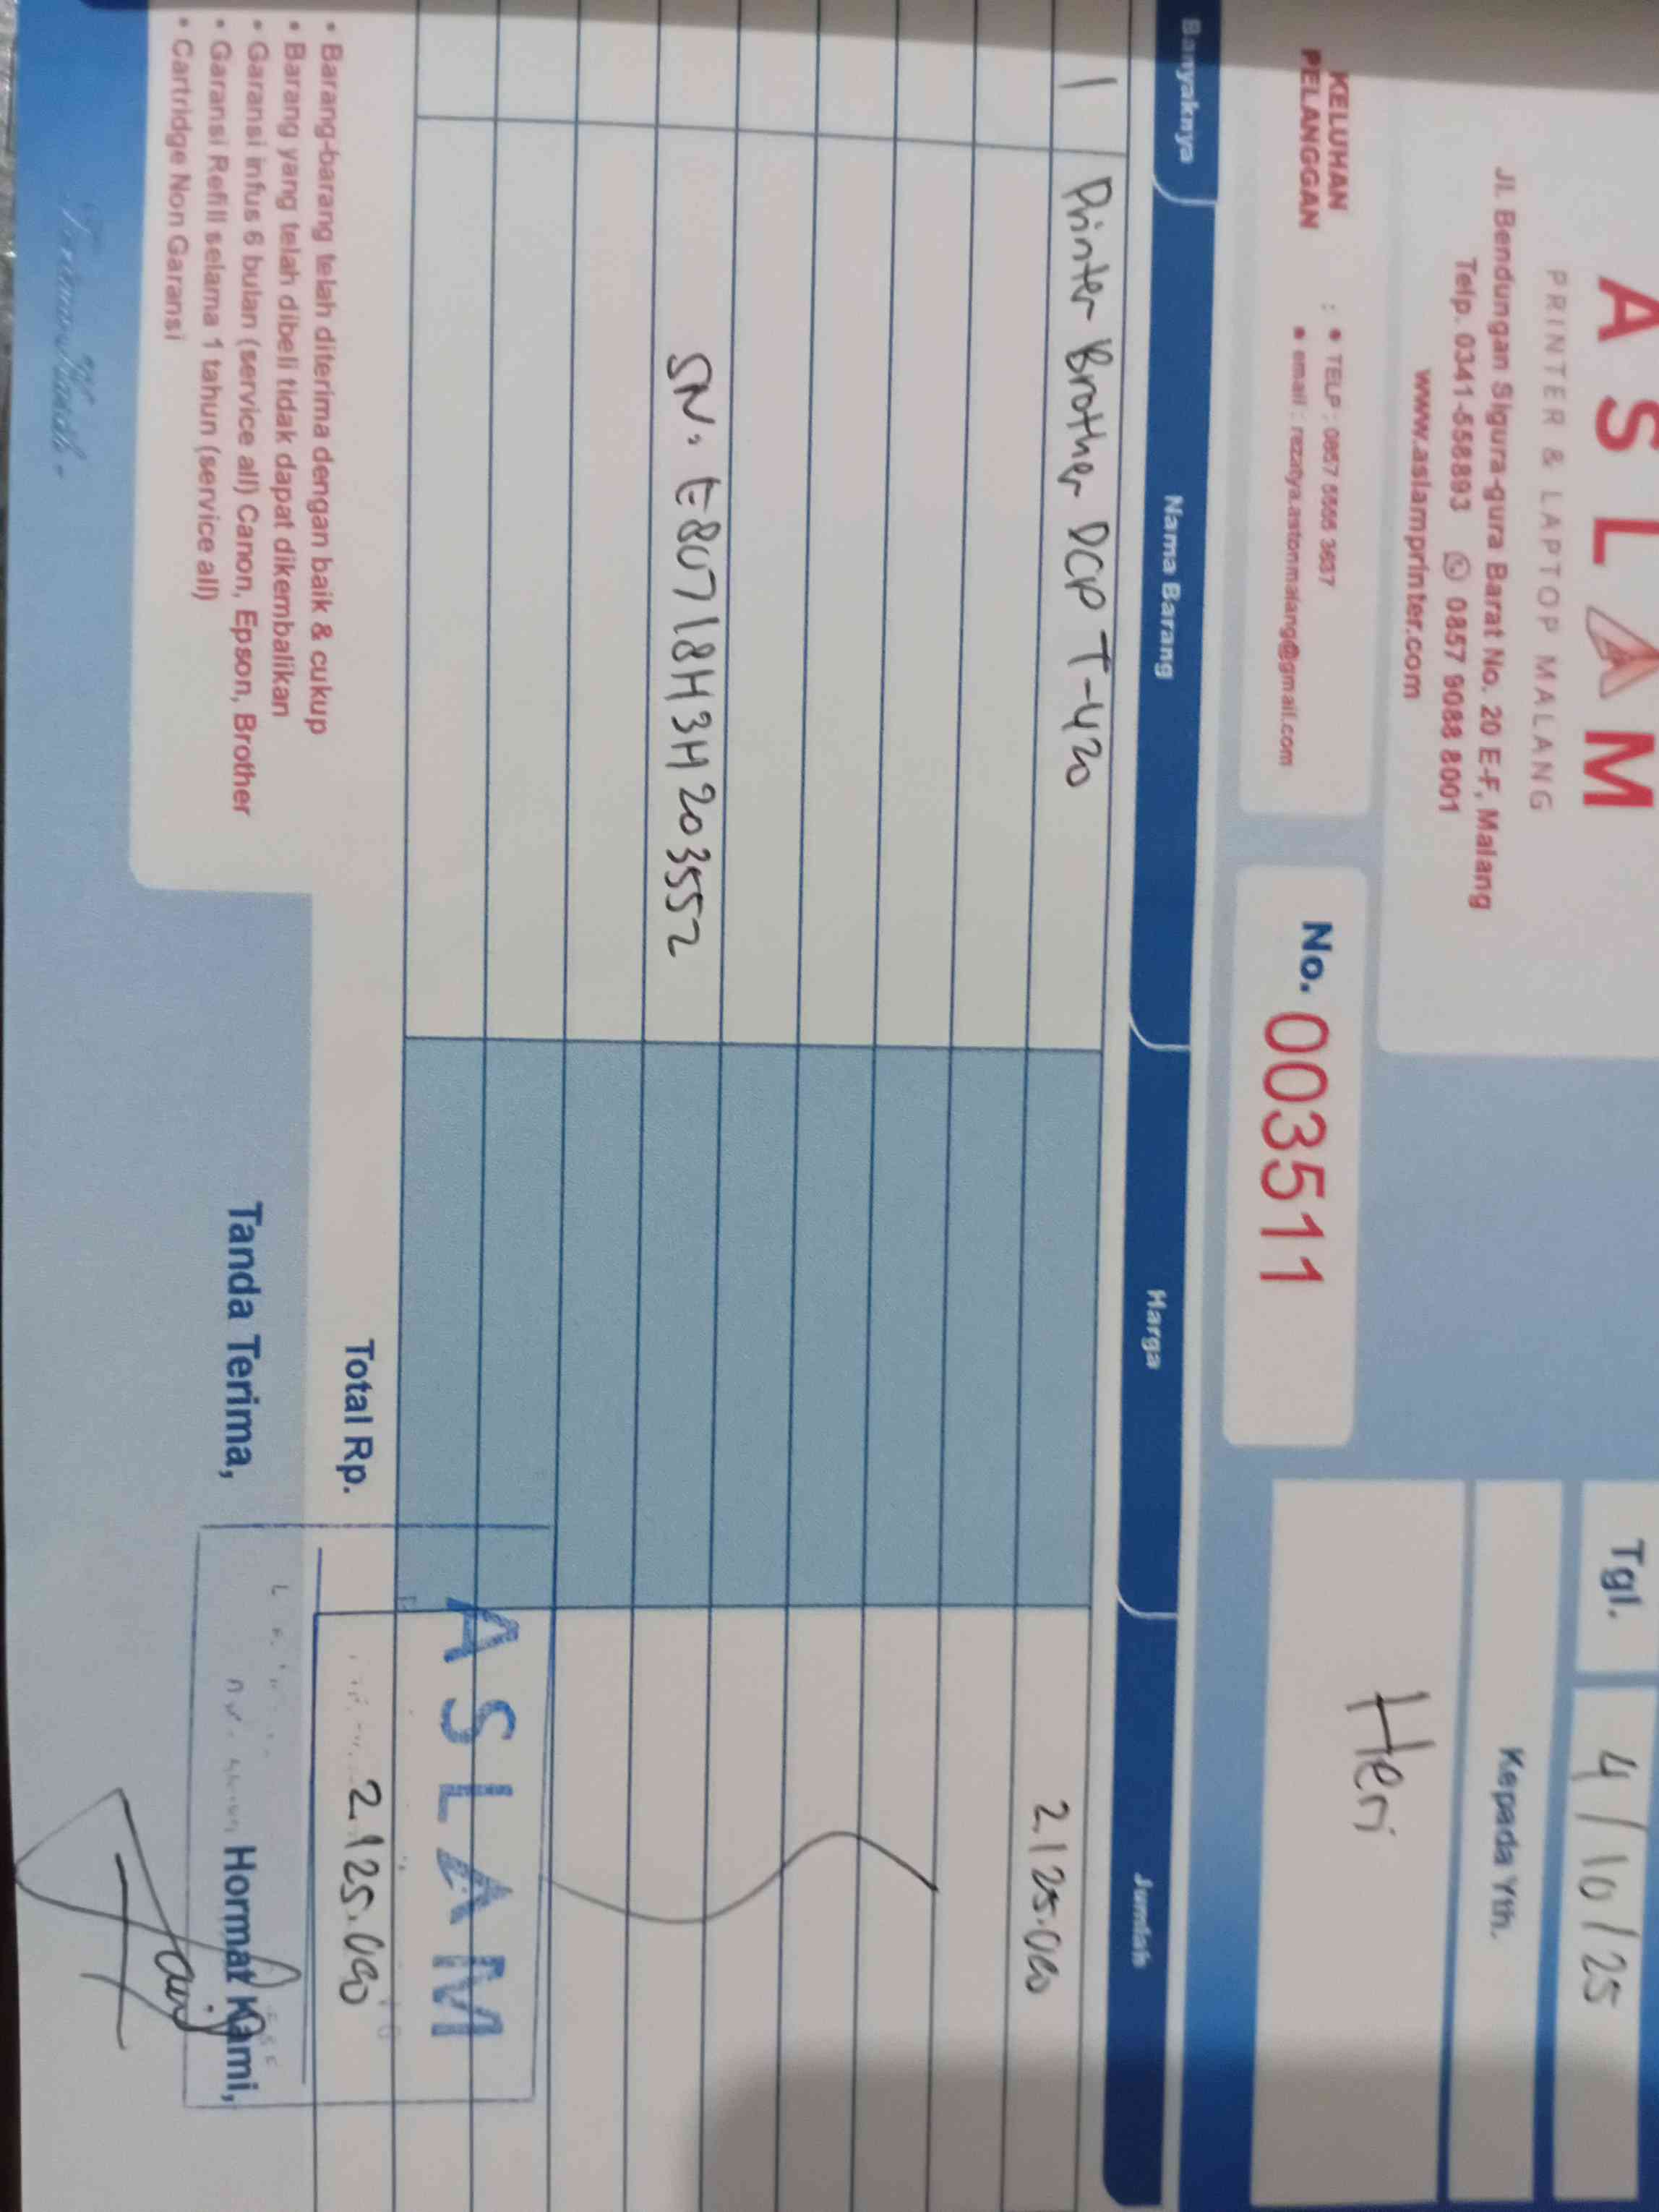 ASLAM
PRINTER & LAPTOP MALANG
Jl. Bendungan Sigura-gura Barat No. 20 E-F, Malang
Telp. 0341-558893 0857 9088 8001
www.aslamprinter.com
Tgl. 4/10/25
Kepada Yth.
Heri
KELUHAN PELANGGAN : • TELP : 0857 5555 3637
• email : rezafiya.astonmalang@gmail.com
No. 003511
Banyaknya Nama Barang Harga Jumlah
1 Printer Brother DCP T-420 2.125.000
SN. E80718H3H203552
ASLAM
Total Rp. 2.125.000
• Barang-barang telah diterima dengan baik & cukup
• Barang yang telah dibeli tidak dapat dikembalikan
• Garansi infus 6 bulan (service all) Canon, Epson, Brother
• Garansi Refill selama 1 tahun (service all)
• Cartridge Non Garansi
Tanda Terima, Hormat Kami,
Terima Kasih